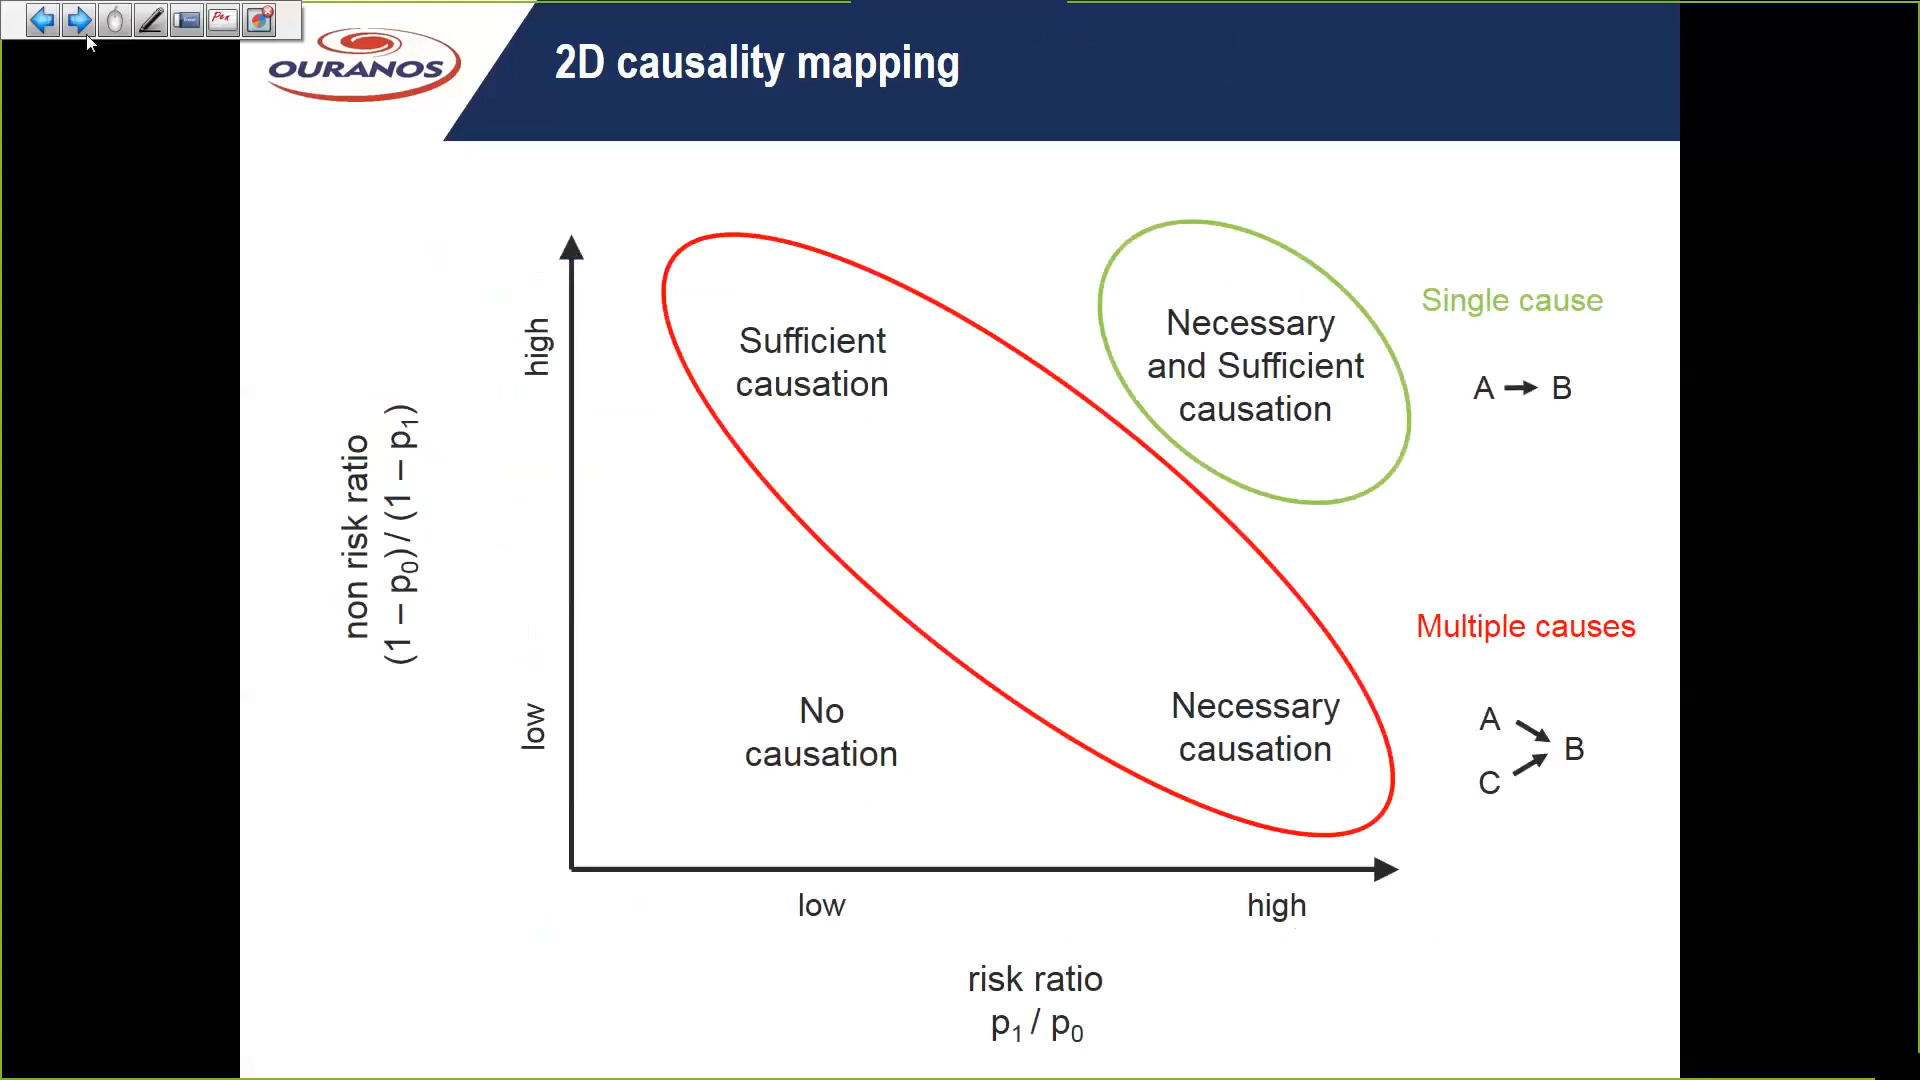 Pen
OURANOS
2D causality mapping
Sufficient
causation
Necessary
and Sufficient
causation
Single cause
A → B
high
non risk ratio
(1 – p₀) / (1 – p₁)
Multiple causes
low
No
causation
Necessary
causation
A
B
C
low
high
risk ratio
p₁ / p₀